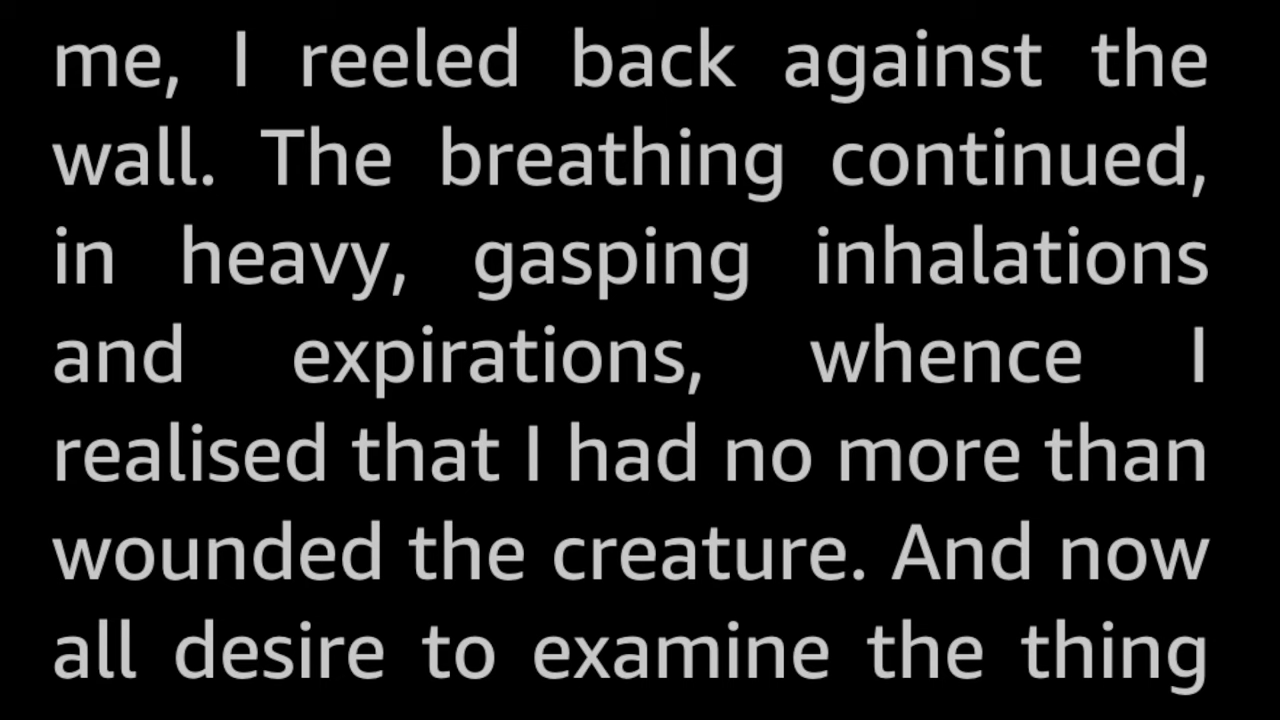 me, I reeled back against the
wall. The breathing continued,
in heavy, gasping inhalations
and expirations, whence I
realised that I had no more than
wounded the creature. And now
all desire to examine the thing